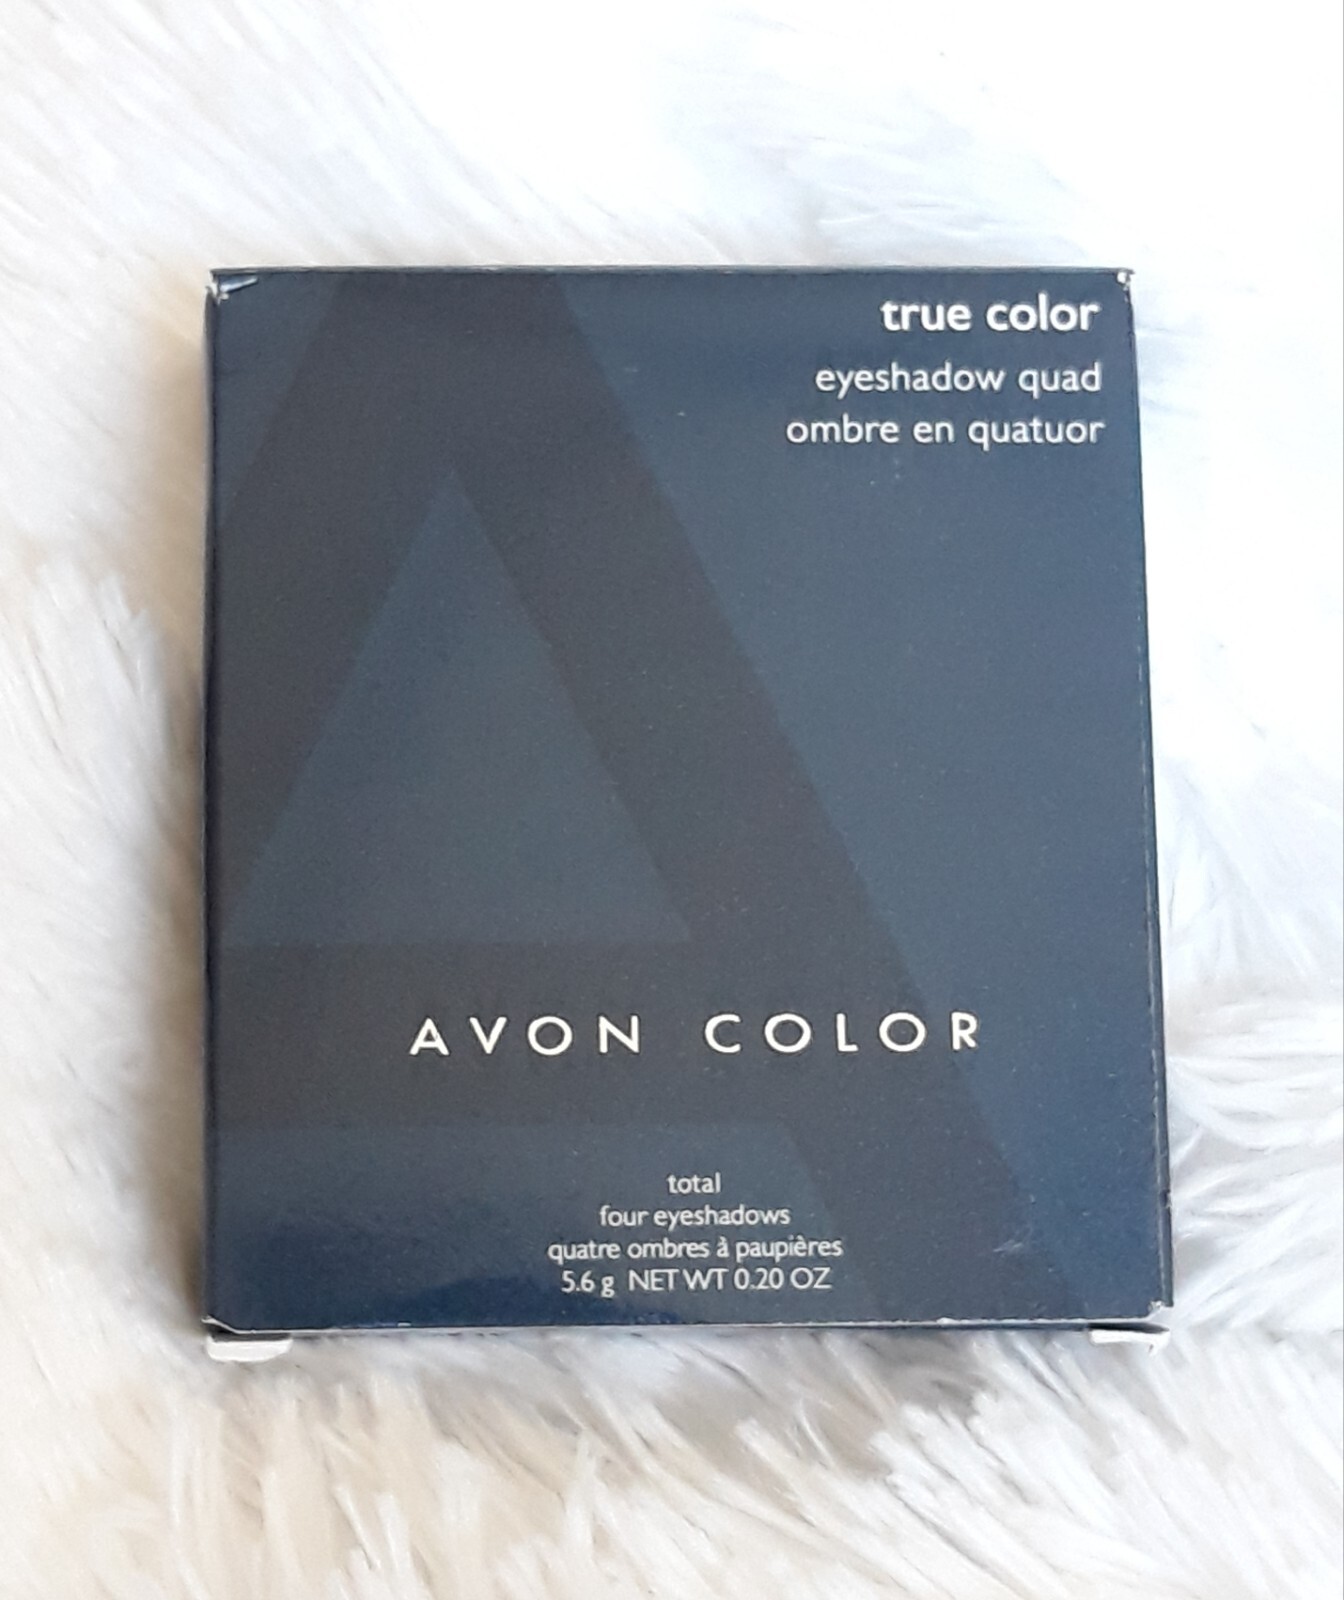 true color
eyeshadow quad
ombre en quatuor
AVON COLOR
total
four eyeshadows
quatre ombres à paupières
5.6 g NET WT 0.20 OZ